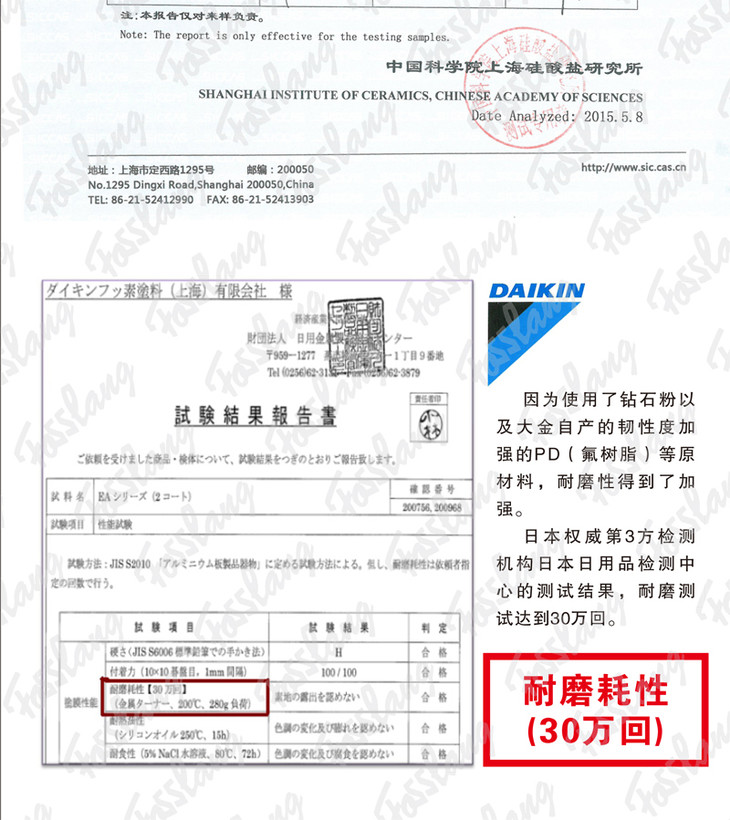 注:本报告仅对来样负责。
Note: The report is only effective for the testing samples.
中国科学院上海硅酸盐研究所
SHANGHAI INSTITUTE OF CERAMICS, CHINESE ACADEMY OF SCIENCES
Date Analyzed: 2015.5.8
地址：上海市定西路1295号 邮编：200050
http://www.sic.cas.cn
No.1295 Dingxi Road,Shanghai 200050,China
TEL: 86-21-52412990 FAX: 86-21-52413903
ダイキンフッ素塗料（上海）有限会社 様
経済産業
財団法人 日用金属 ンター
〒959-1277 1丁目9番地
Tel (0256)62-31 (0256)62-3879
試験結果報告書
責任者印
ご依頼を受けました商品・検体について、試験結果をつぎのとおりご報告致します。
試料名 EAシリーズ（2コート） 確認番号
200756, 200968
試験項目 性能試験
試験方法：JIS S2010 「アルミニウム板製品器物」に定める試験方法による。但し、耐磨耗性は依頼者指
定の回数で行う。
試験項目 試験結果 判定
塗膜性能
硬さ（JIS S6006 標準鉛筆での手かき法） H 合格
付着力（10×10 碁盤目，1mm 間隔） 100/100 合格
耐磨耗性【30万回】
（金属ターナー、200℃、280g 負荷） 素地の露出を認めない 合格
耐熱油性
（シリコンオイル 250℃、15h） 色調の変化及び膨れを認めない 合格
耐食性（5% NaCl 水溶液、80℃、72h） 色調の変化及び腐食を認めない 合格
DAIKIN
因为使用了钻石粉以
及大金自产的韧性度加
强的PD（氟树脂）等原
材料，耐磨性得到了加
强。
日本权威第3方检测
机构日本日用品检测中
心的测试结果，耐磨测
试达到30万回。
耐磨耗性
(30万回)
Fosslang